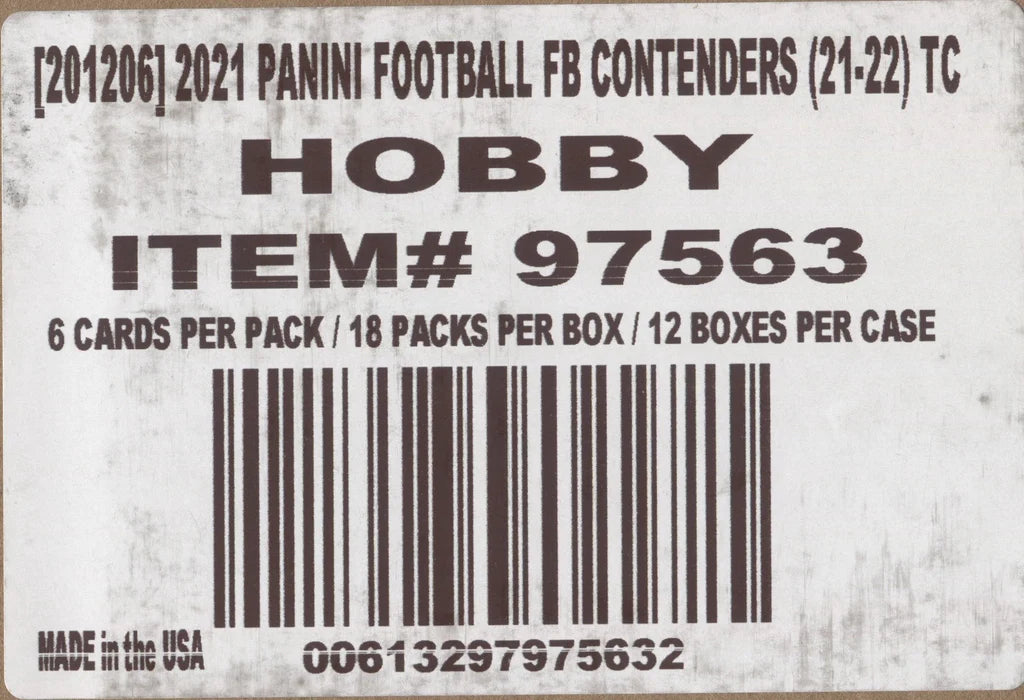 [201206] 2021 PANINI FOOTBALL FB CONTENDERS (21-22) TC
HOBBY
ITEM# 97563
6 CARDS PER PACK / 18 PACKS PER BOX / 12 BOXES PER CASE
MADE in the USA
00613297975632